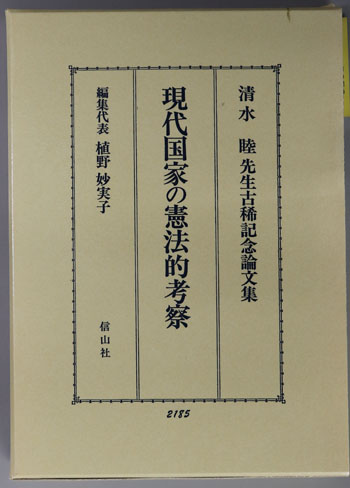 清水 睦先生古稀記念論文集
現代国家の憲法的考察
編集代表 植野 妙実子
信山社
2185